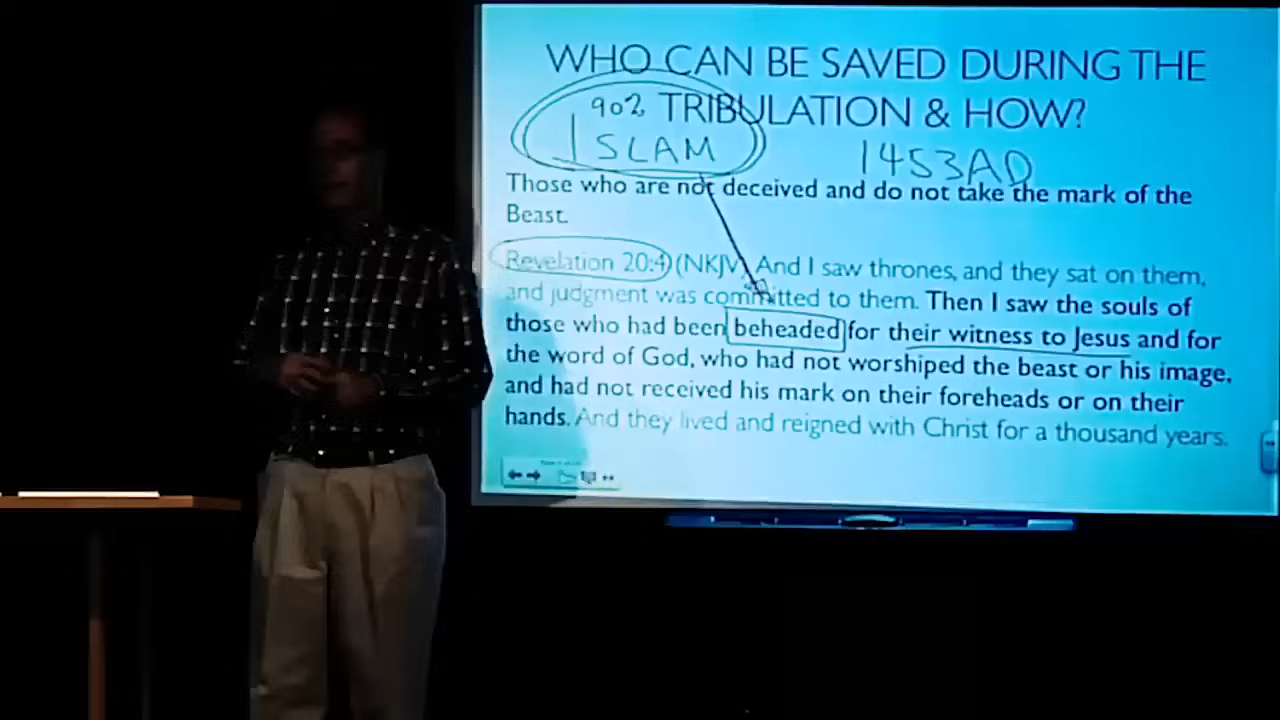 WHO CAN BE SAVED DURING THE
902 TRIBULATION & HOW?
ISLAM
1453AD
Those who are not deceived and do not take the mark of the
Beast.
Revelation 20:4 (NKJV) And I saw thrones, and they sat on them,
and judgment was committed to them. Then I saw the souls of
those who had been beheaded for their witness to Jesus and for
the word of God, who had not worshiped the beast or his image,
and had not received his mark on their foreheads or on their
hands. And they lived and reigned with Christ for a thousand years.